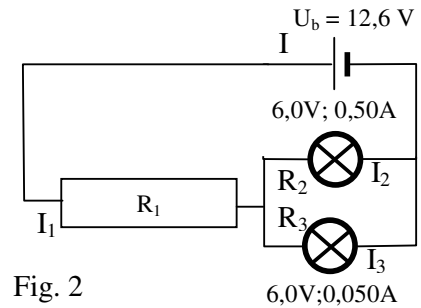 U_b = 12,6 V
I
6,0V; 0,50A
R_2
I_2
R_1
I_1
R_3
I_3
Fig. 2
6,0V;0,050A